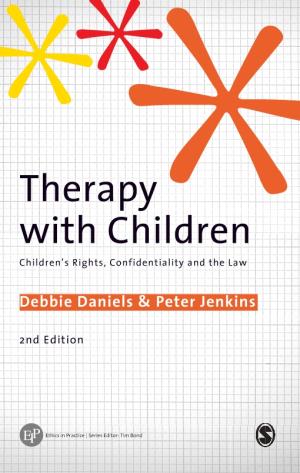 Therapy
with Children
Children's Rights, Confidentiality and the Law
Debbie Daniels & Peter Jenkins
2nd Edition
EP Ethics in Practice | Series Editor: Tim Bond
S